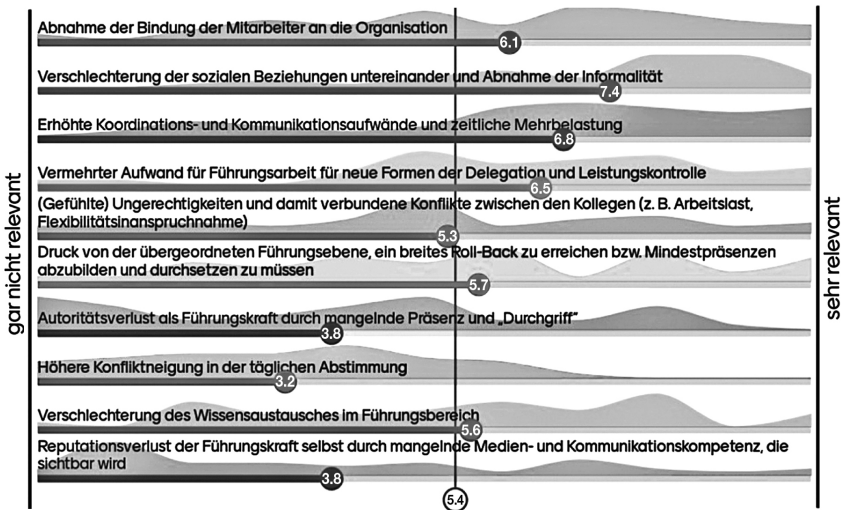 gar nicht relevant
sehr relevant
Abnahme der Bindung der Mitarbeiter an die Organisation
6.1
Verschlechterung der sozialen Beziehungen untereinander und Abnahme der Informalität
7.4
Erhöhte Koordinations- und Kommunikationsaufwände und zeitliche Mehrbelastung
6.8
Vermehrter Aufwand für Führungsarbeit für neue Formen der Delegation und Leistungskontrolle
6.5
(Gefühlte) Ungerechtigkeiten und damit verbundene Konflikte zwischen den Kollegen (z. B. Arbeitslast,
Flexibilitätsinanspruchnahme)
5.3
Druck von der übergeordneten Führungsebene, ein breites Roll-Back zu erreichen bzw. Mindestpräsenzen
abzubilden und durchsetzen zu müssen
5.7
Autoritätsverlust als Führungskraft durch mangelnde Präsenz und „Durchgriff“
3.8
Höhere Konfliktneigung in der täglichen Abstimmung
3.2
Verschlechterung des Wissensaustausches im Führungsbereich
5.6
Reputationsverlust der Führungskraft selbst durch mangelnde Medien- und Kommunikationskompetenz, die
sichtbar wird
3.8
5.4